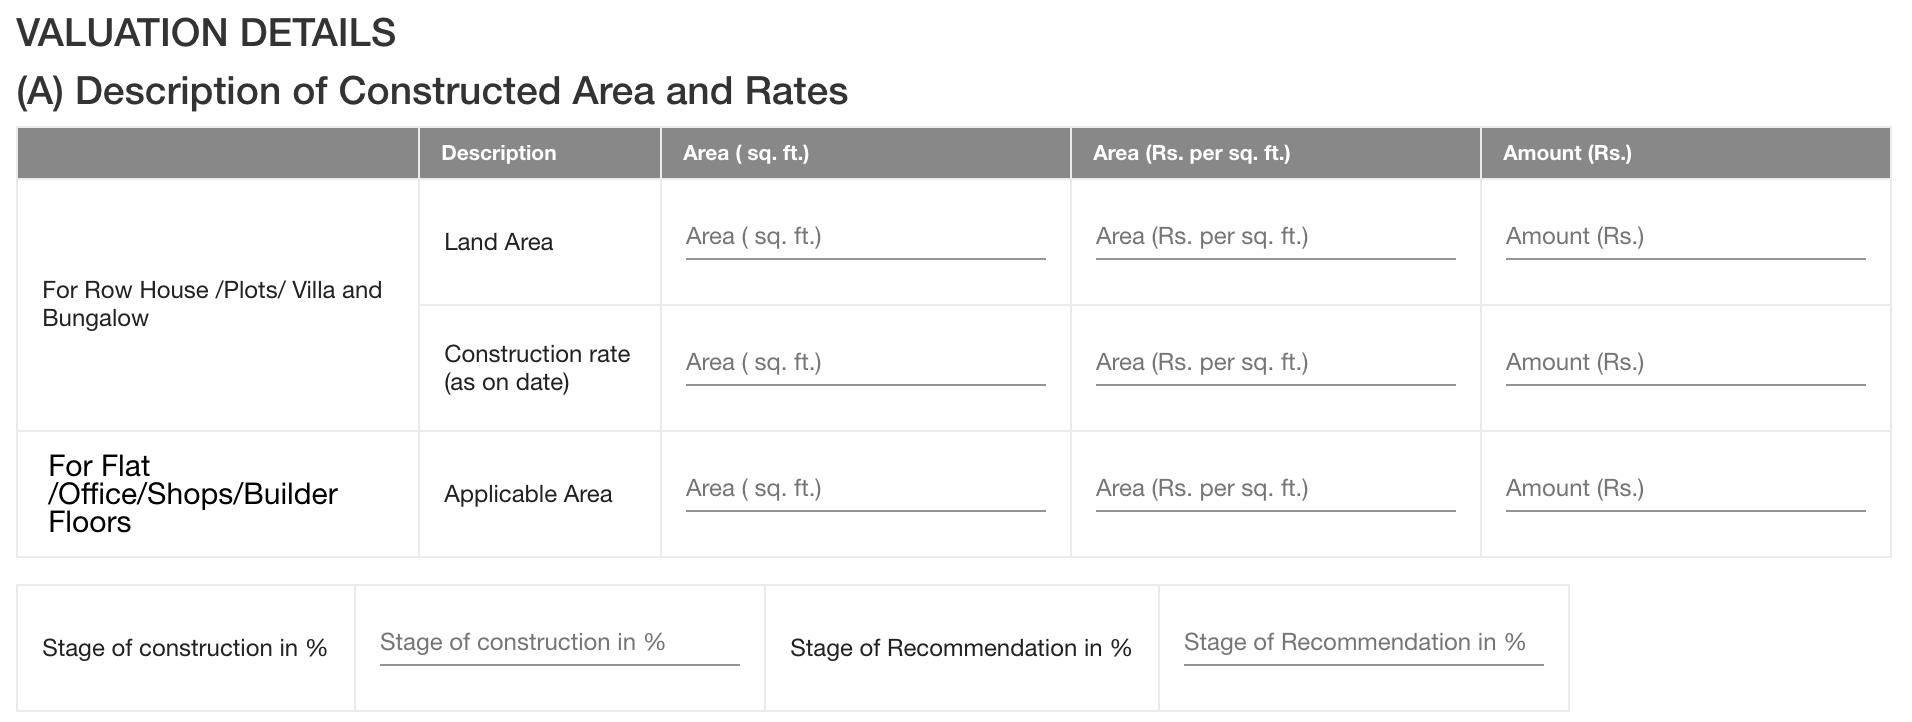 VALUATION DETAILS
(A) Description of Constructed Area and Rates
Description Area ( sq. ft.) Area (Rs. per sq. ft.) Amount (Rs.)
For Row House /Plots/ Villa and
Bungalow
Land Area Area ( sq. ft.) Area (Rs. per sq. ft.) Amount (Rs.)
Construction rate
(as on date)
Area ( sq. ft.) Area (Rs. per sq. ft.) Amount (Rs.)
For Flat
/Office/Shops/Builder
Floors
Applicable Area Area ( sq. ft.) Area (Rs. per sq. ft.) Amount (Rs.)
Stage of construction in % Stage of construction in % Stage of Recommendation in % Stage of Recommendation in %